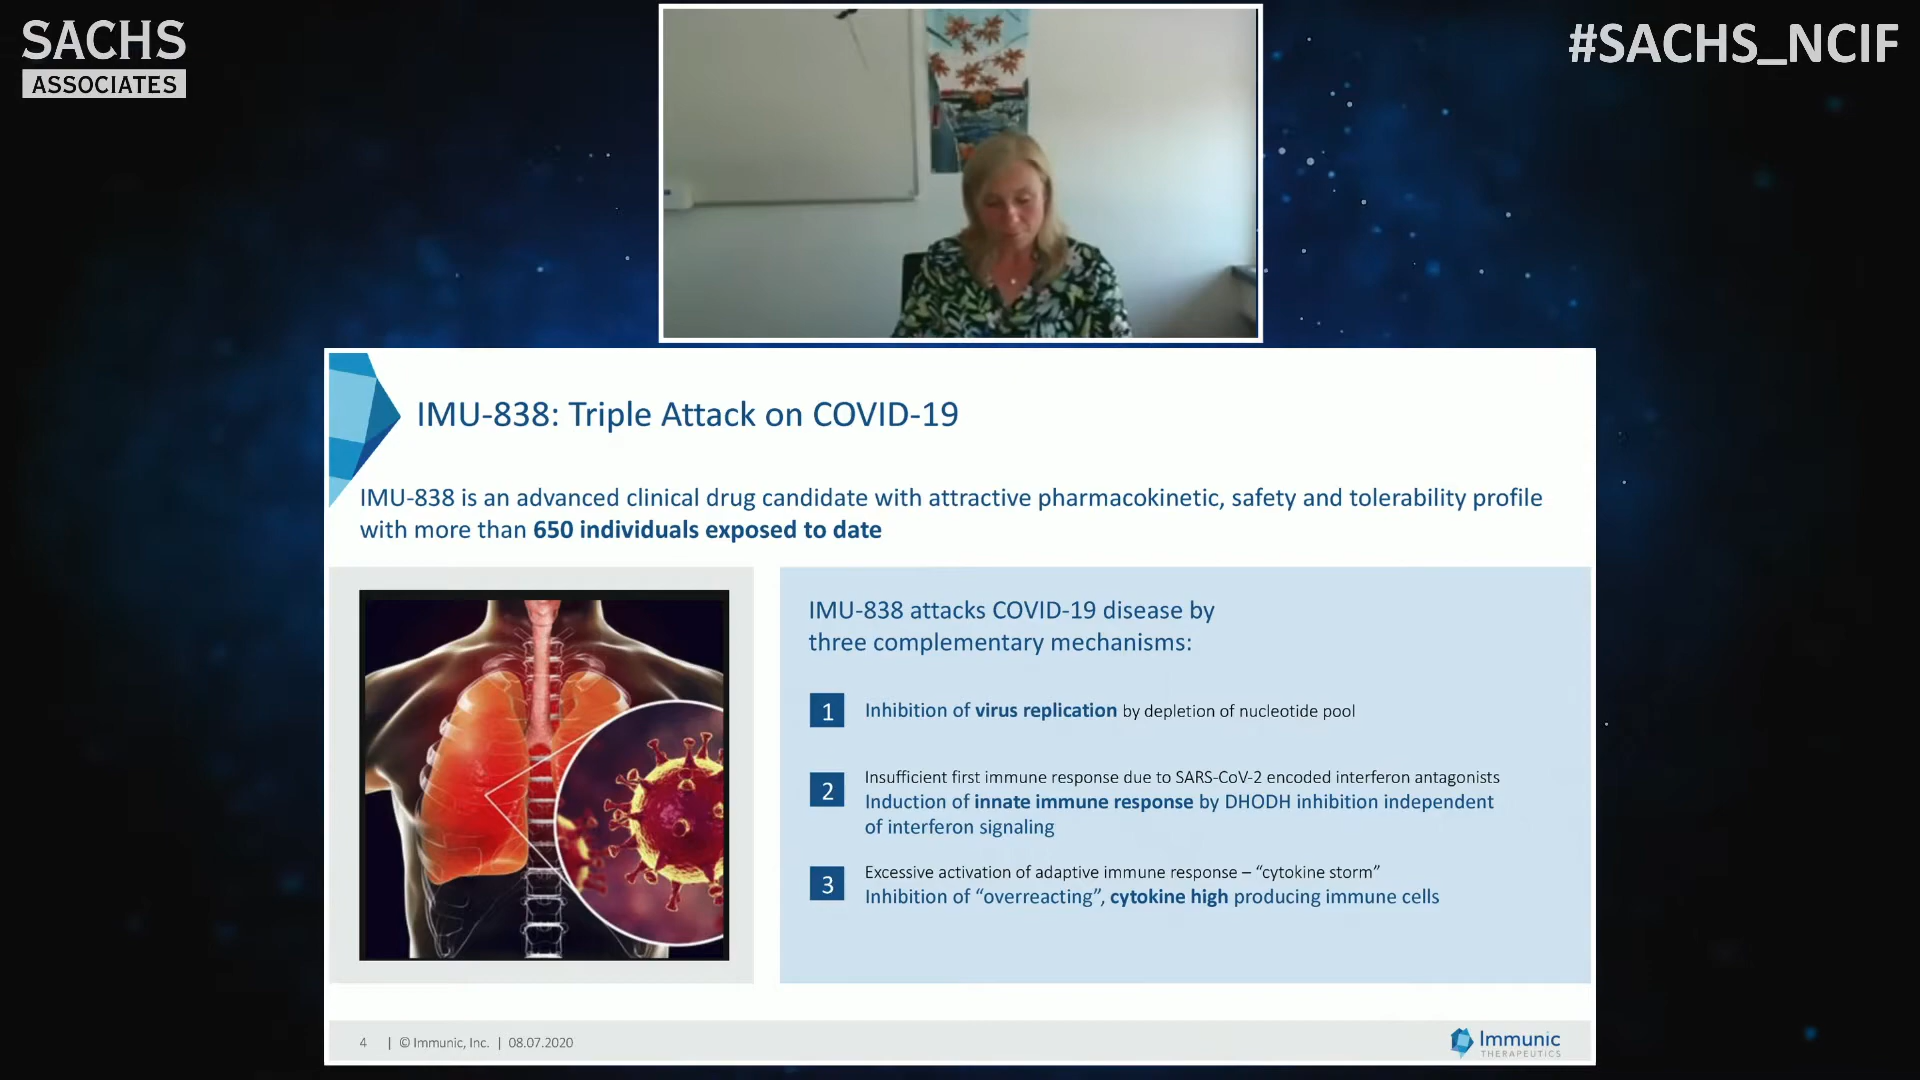 SACHS
ASSOCIATES
#SACHS_NCIF
IMU-838: Triple Attack on COVID-19
IMU-838 is an advanced clinical drug candidate with attractive pharmacokinetic, safety and tolerability profile
with more than 650 individuals exposed to date
IMU-838 attacks COVID-19 disease by
three complementary mechanisms:
1 Inhibition of virus replication by depletion of nucleotide pool
2 Insufficient first immune response due to SARS-CoV-2 encoded interferon antagonists
Induction of innate immune response by DHODH inhibition independent
of interferon signaling
3 Excessive activation of adaptive immune response – “cytokine storm”
Inhibition of “overreacting”, cytokine high producing immune cells
4 | © Immunic, Inc. | 08.07.2020
Immunic
THERAPEUTICS